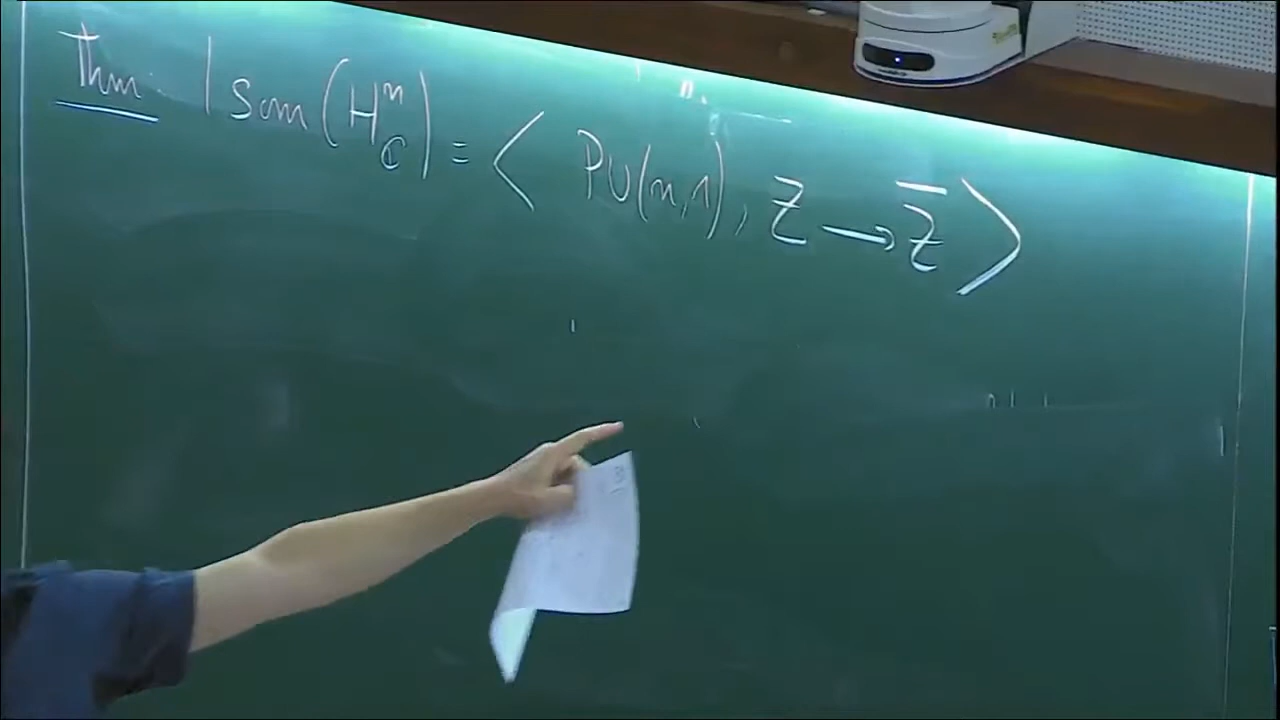 Thm Isom(H^n_ℂ) = < PU(n,1), Z → Z̄ >